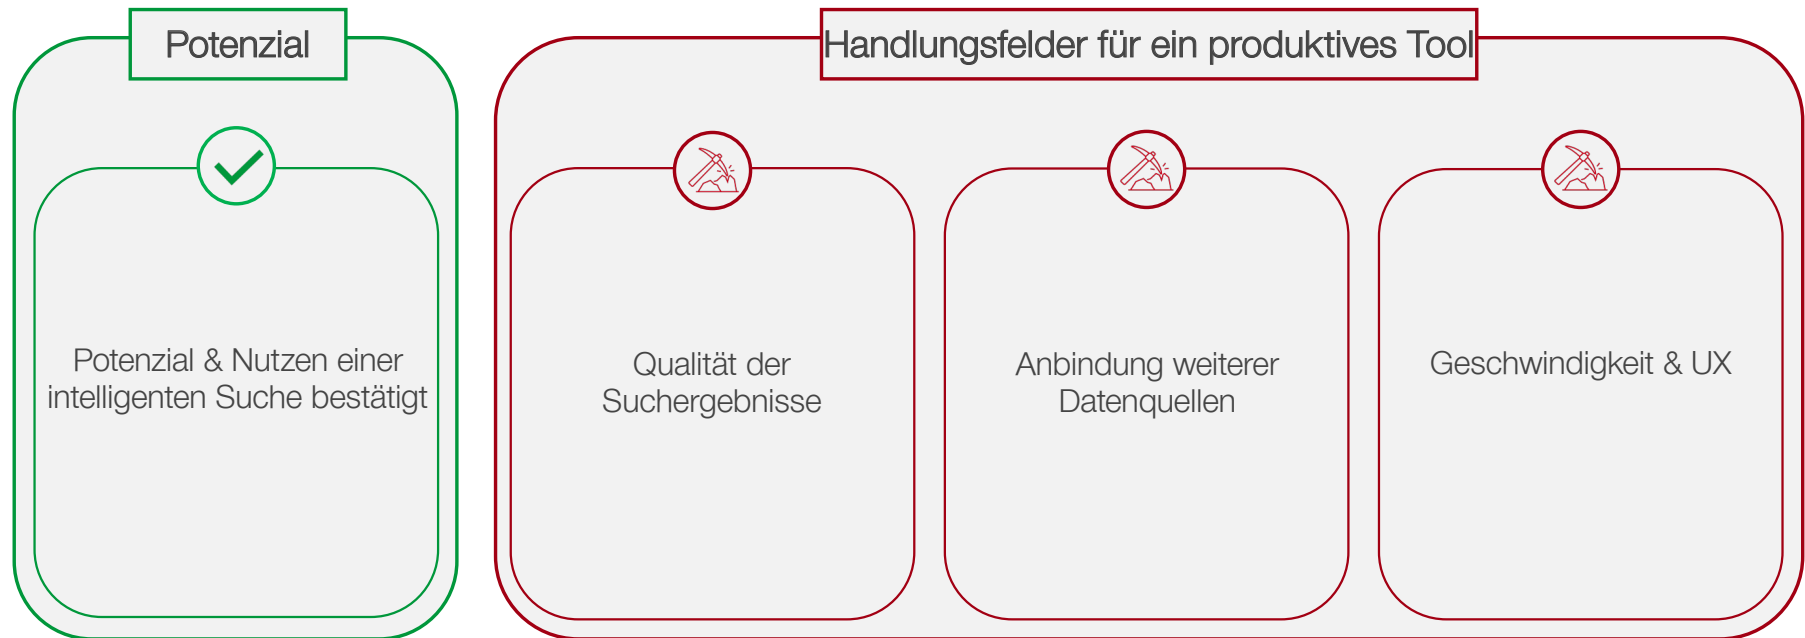 Potenzial
Handlungsfelder für ein produktives Tool
Potenzial & Nutzen einer
intelligenten Suche bestätigt
Qualität der
Suchergebnisse
Anbindung weiterer
Datenquellen
Geschwindigkeit & UX